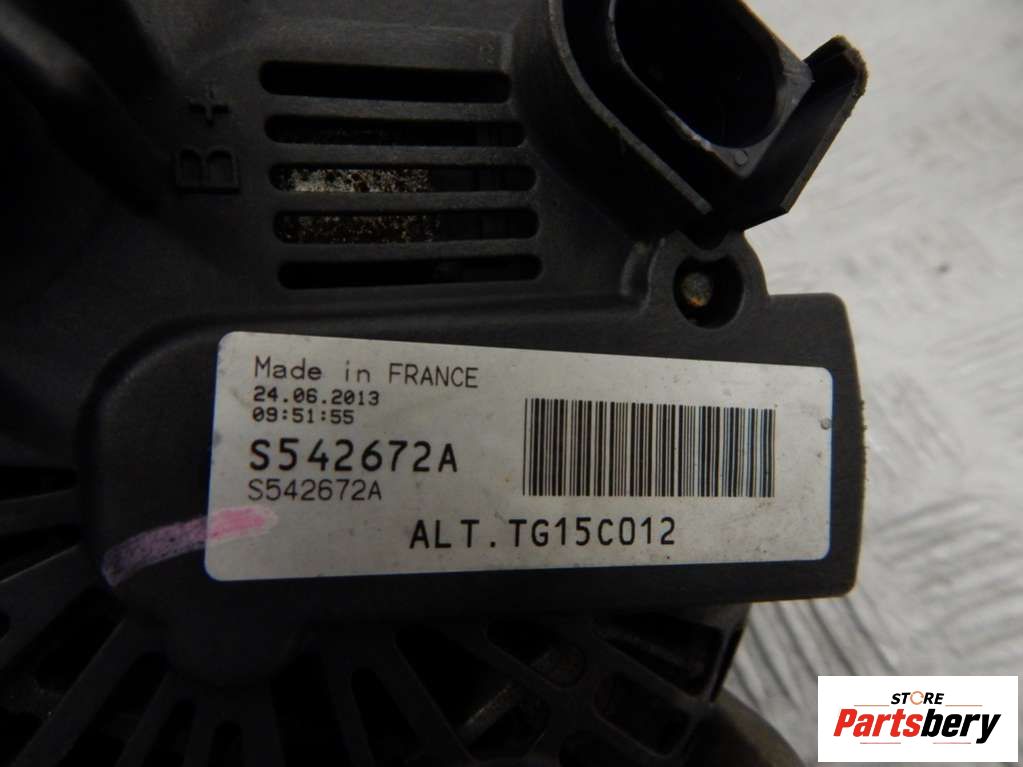 B +
Made in FRANCE
24.06.2013
09:51:55
S542672A
S542672A
ALT.TG15C012
STORE
Partsbery